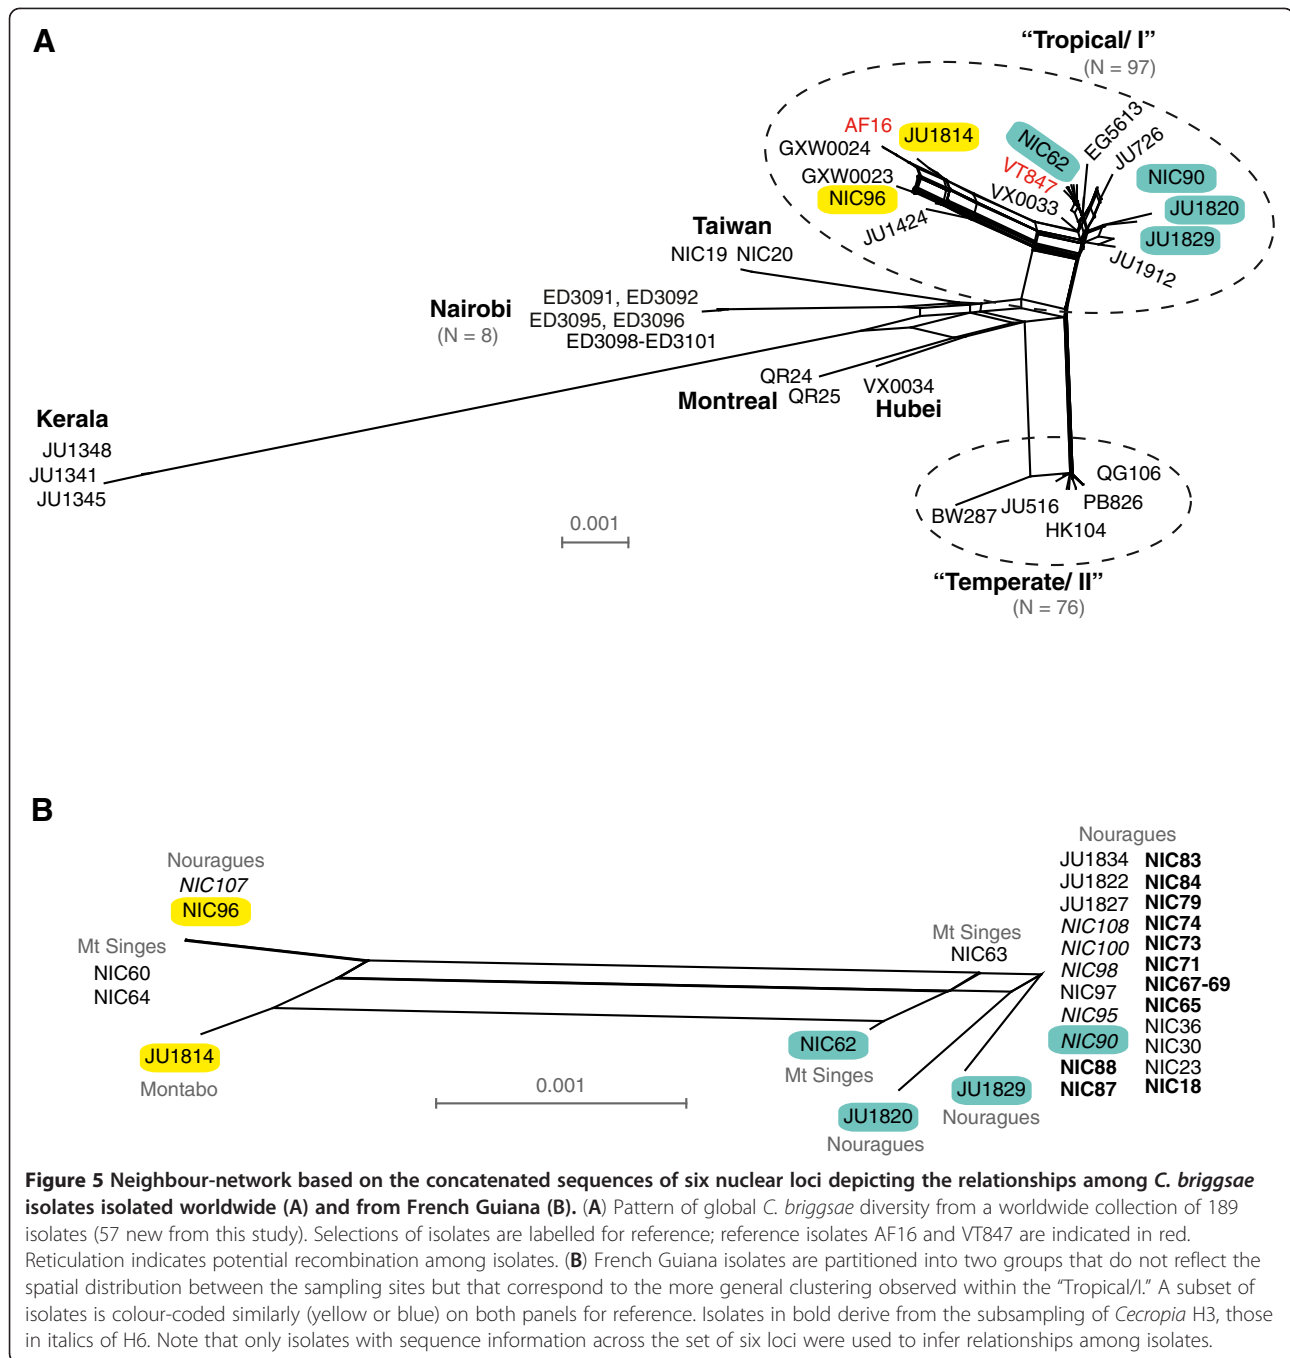 A
“Tropical/ I”
(N = 97)
AF16
JU1814
GXW0024
GXW0023
NIC96
JU1424
NIC62
VT847
VX0033
EG5613
JU726
NIC90
JU1820
JU1829
JU1912
Taiwan
NIC19 NIC20
Nairobi
(N = 8)
ED3091, ED3092
ED3095, ED3096
ED3098-ED3101
QR24
QR25
Montreal
VX0034
Hubei
Kerala
JU1348
JU1341
JU1345
0.001
BW287
JU516
HK104
PB826
QG106
“Temperate/ II”
(N = 76)
B
Nouragues
NIC107
NIC96
Mt Singes
NIC60
NIC64
JU1814
Montabo
0.001
Mt Singes
NIC63
NIC62
Mt Singes
JU1820
Nouragues
JU1829
Nouragues
Nouragues
JU1834 NIC83
JU1822 NIC84
JU1827 NIC79
NIC108 NIC74
NIC100 NIC73
NIC98 NIC71
NIC97 NIC67-69
NIC95 NIC65
NIC90 NIC36
NIC88 NIC30
NIC87 NIC23
NIC18
Figure 5 Neighbour-network based on the concatenated sequences of six nuclear loci depicting the relationships among C. briggsae
isolates isolated worldwide (A) and from French Guiana (B). (A) Pattern of global C. briggsae diversity from a worldwide collection of 189
isolates (57 new from this study). Selections of isolates are labelled for reference; reference isolates AF16 and VT847 are indicated in red.
Reticulation indicates potential recombination among isolates. (B) French Guiana isolates are partitioned into two groups that do not reflect the
spatial distribution between the sampling sites but that correspond to the more general clustering observed within the “Tropical/I.” A subset of
isolates is colour-coded similarly (yellow or blue) on both panels for reference. Isolates in bold derive from the subsampling of Cecropia H3, those
in italics of H6. Note that only isolates with sequence information across the set of six loci were used to infer relationships among isolates.